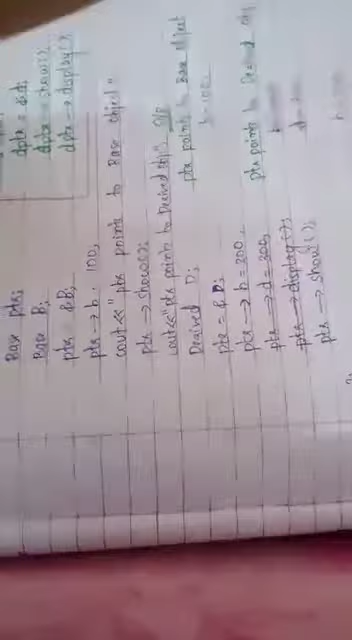 Base ptr;
Base B;
ptr = &B;
ptr → b = 100;
cout<<"ptr points to Base object"
ptr → show();
cout<<"ptr points to Derived obj";
Derived D;
ptr = &D;
ptr → b = 200
ptr → d = 200;
ptr → display();
ptr → show();
dptr = &d;
dptr → show();
dptr → display();
O/P
ptr points to Base object
b=100
ptr points to Derived obj